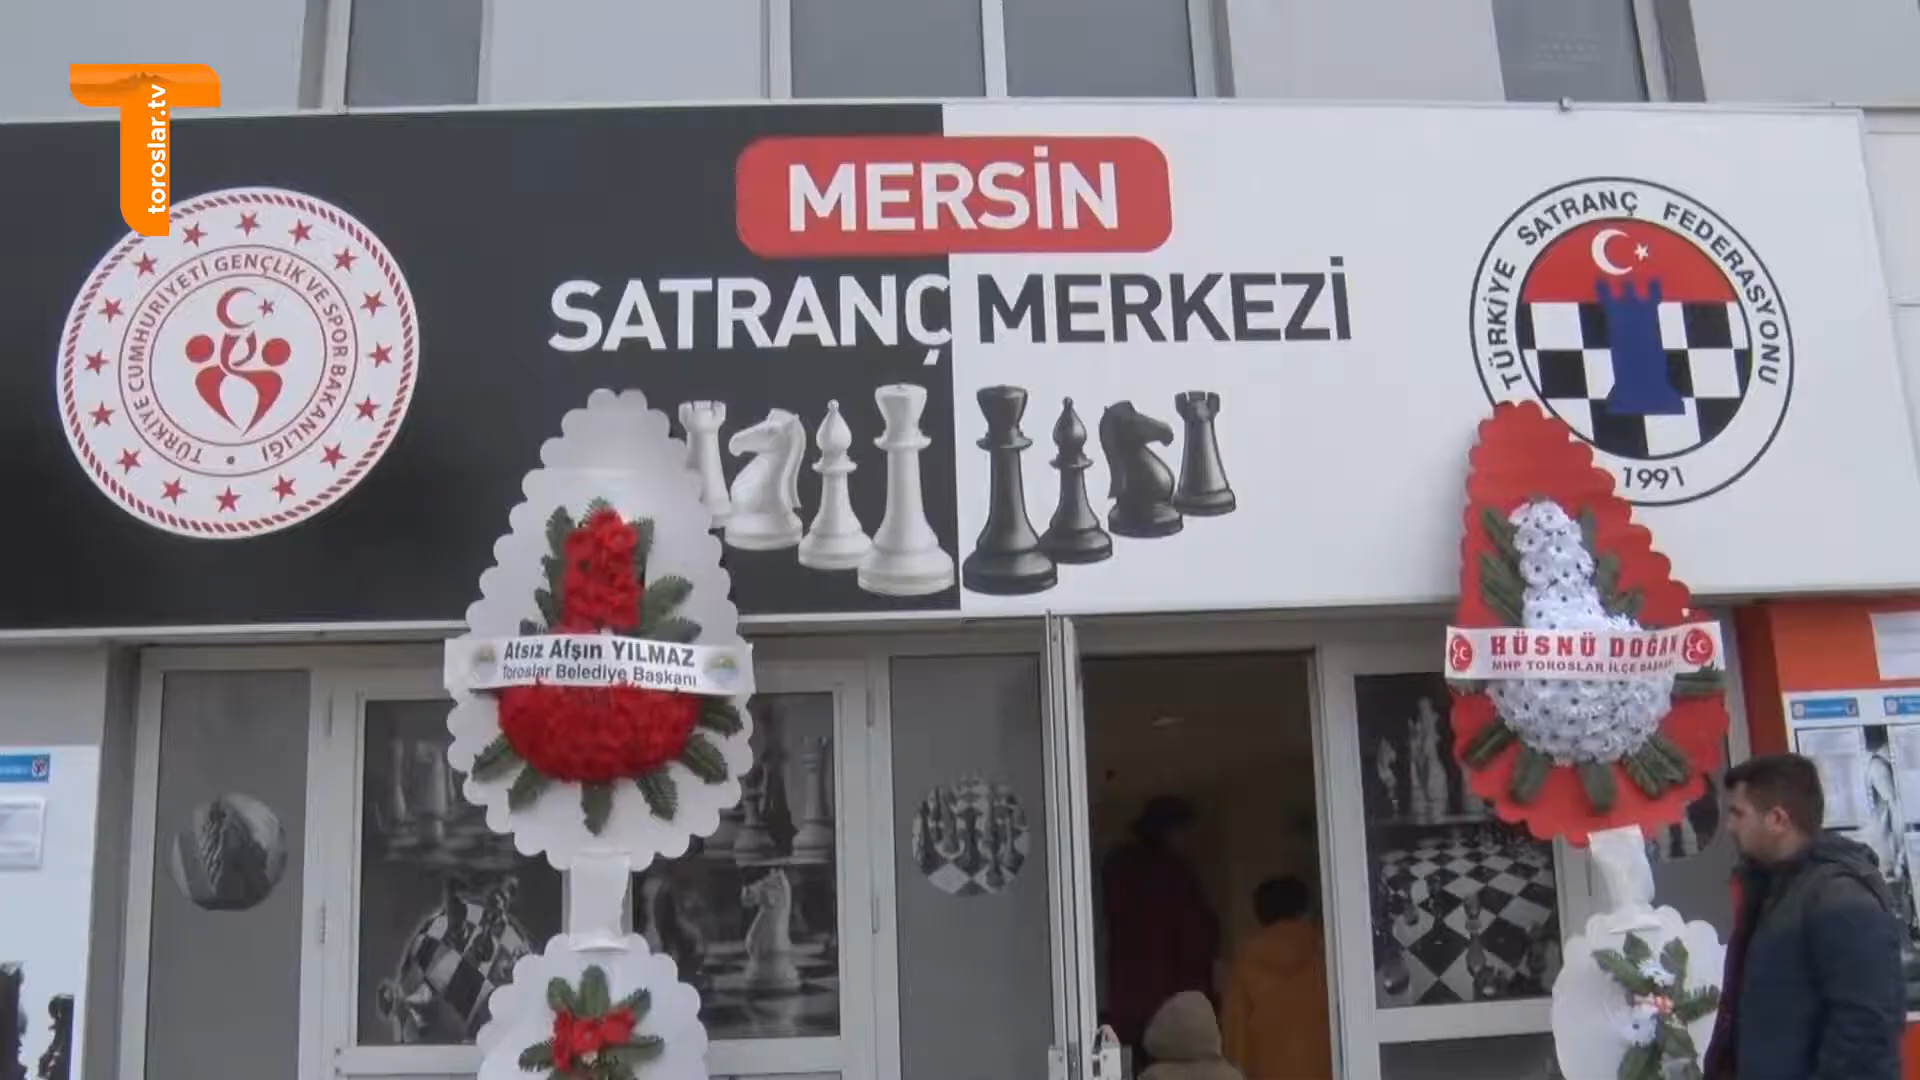 toroslar.tv
MERSİN
SATRANÇ MERKEZİ
TÜRKİYE CUMHURİYETİ GENÇLİK VE SPOR BAKANLIĞI
TÜRKİYE SATRANÇ FEDERASYONU
1991
Atsız Afşın YILMAZ
Toroslar Belediye Başkanı
HÜSNÜ DOĞAN
MHP TOROSLAR İLÇE BAŞKANI